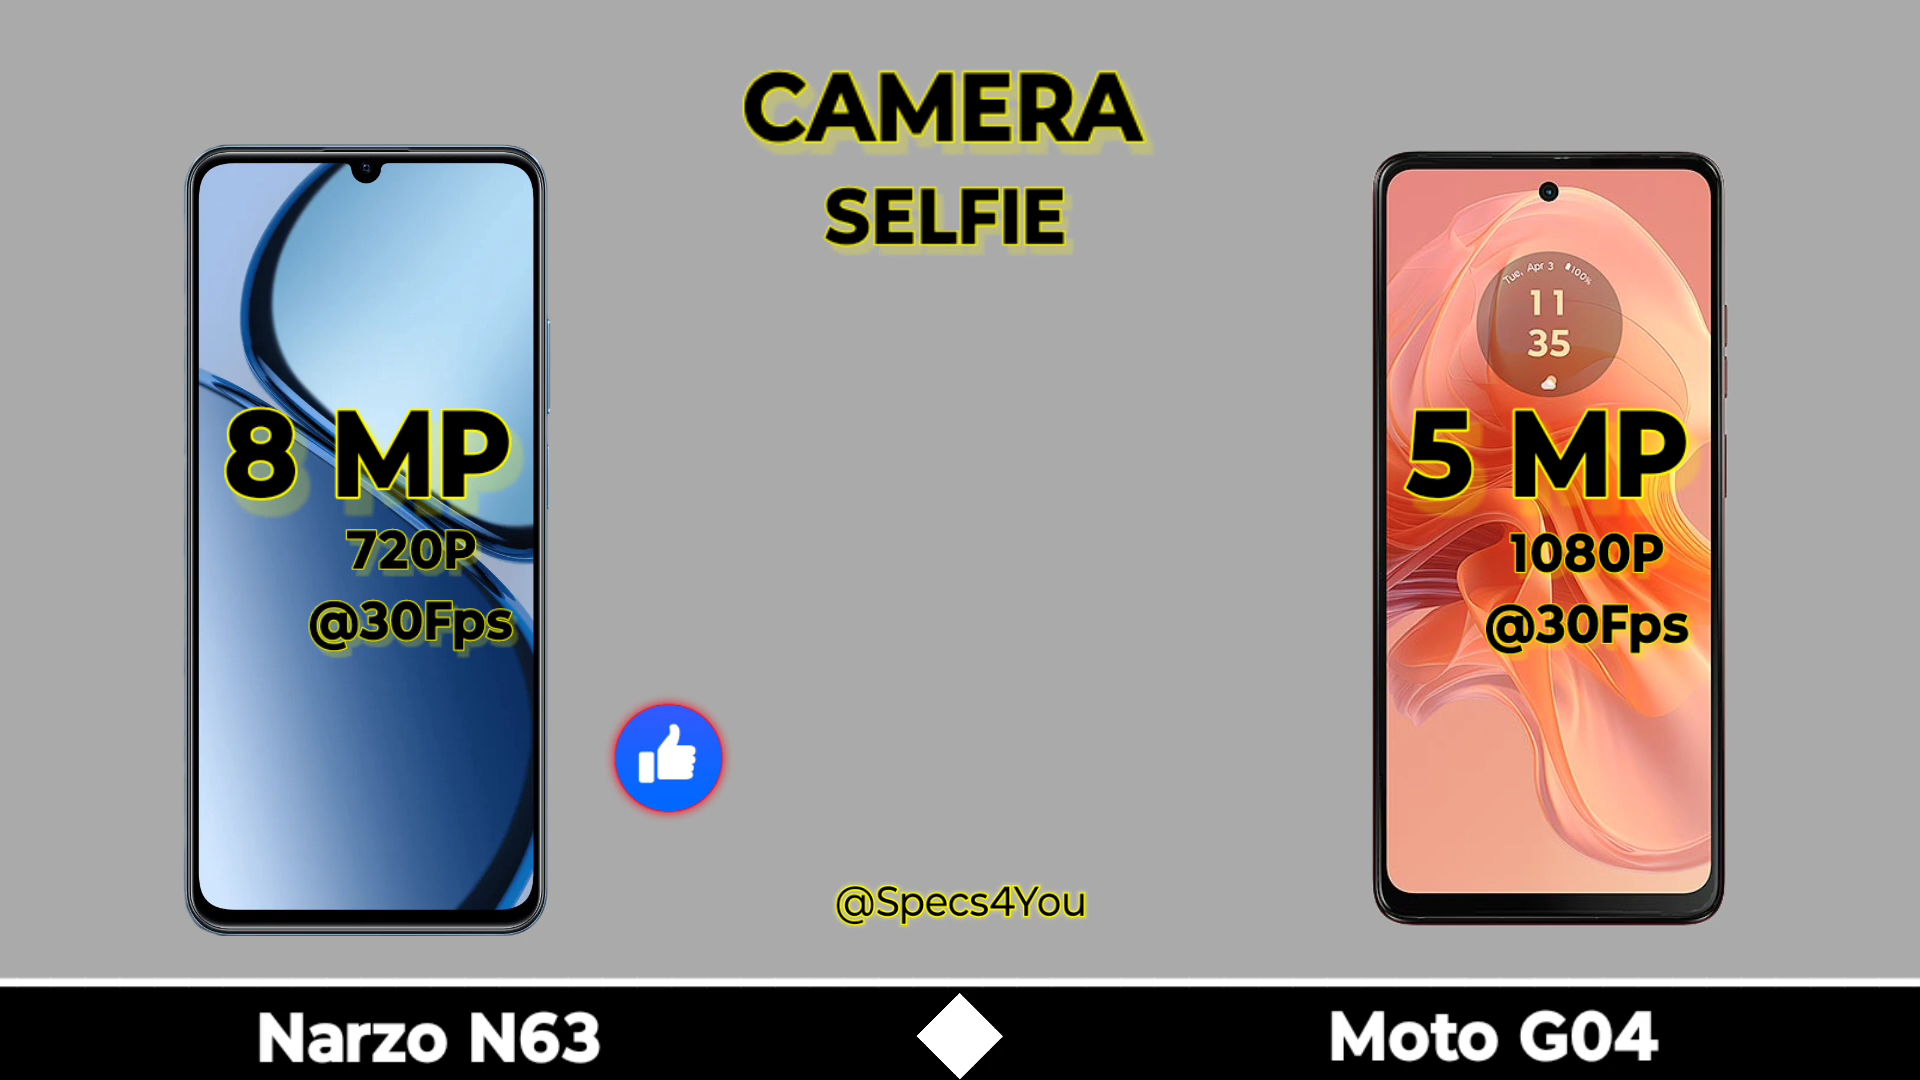 CAMERA
SELFIE
8 MP
720P
@30Fps
Tue, Apr 3 100%
11
35
5 MP
1080P
@30Fps
@Specs4You
Narzo N63
Moto G04